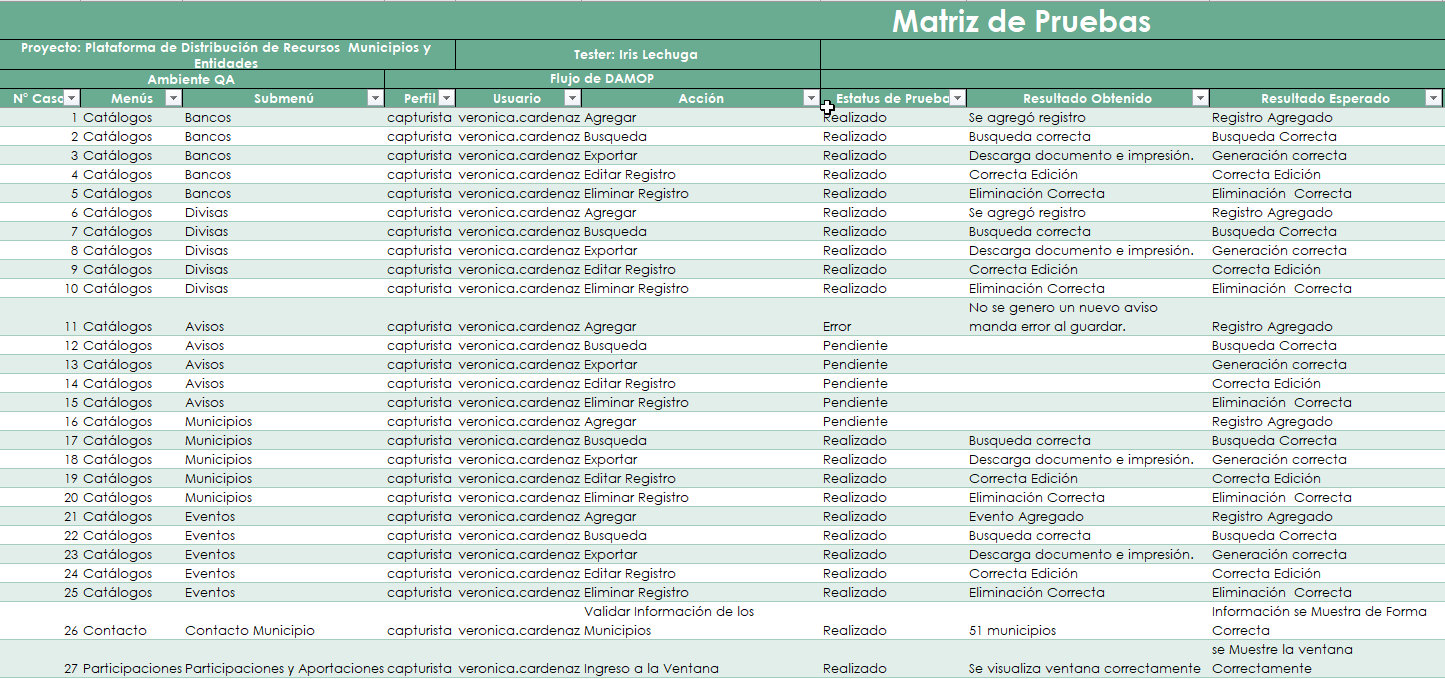 Matriz de Pruebas
Proyecto: Plataforma de Distribución de Recursos Municipios y
Entidades
Tester: Iris Lechuga
Ambiente QA
Flujo de DAMOP
N° Caso Menús Submenú Perfil Usuario Acción Estatus de Prueba Resultado Obtenido Resultado Esperado
1 Catálogos Bancos capturista veronica.cardenaz Agregar Realizado Se agregó registro Registro Agregado
2 Catálogos Bancos capturista veronica.cardenaz Busqueda Realizado Busqueda correcta Busqueda Correcta
3 Catálogos Bancos capturista veronica.cardenaz Exportar Realizado Descarga documento e impresión. Generación correcta
4 Catálogos Bancos capturista veronica.cardenaz Editar Registro Realizado Correcta Edición Correcta Edición
5 Catálogos Bancos capturista veronica.cardenaz Eliminar Registro Realizado Eliminación Correcta Eliminación Correcta
6 Catálogos Divisas capturista veronica.cardenaz Agregar Realizado Se agregó registro Registro Agregado
7 Catálogos Divisas capturista veronica.cardenaz Busqueda Realizado Busqueda correcta Busqueda Correcta
8 Catálogos Divisas capturista veronica.cardenaz Exportar Realizado Descarga documento e impresión. Generación correcta
9 Catálogos Divisas capturista veronica.cardenaz Editar Registro Realizado Correcta Edición Correcta Edición
10 Catálogos Divisas capturista veronica.cardenaz Eliminar Registro Realizado Eliminación Correcta Eliminación Correcta
No se genero un nuevo aviso
11 Catálogos Avisos capturista veronica.cardenaz Agregar Error manda error al guardar. Registro Agregado
12 Catálogos Avisos capturista veronica.cardenaz Busqueda Pendiente Busqueda Correcta
13 Catálogos Avisos capturista veronica.cardenaz Exportar Pendiente Generación correcta
14 Catálogos Avisos capturista veronica.cardenaz Editar Registro Pendiente Correcta Edición
15 Catálogos Avisos capturista veronica.cardenaz Eliminar Registro Pendiente Eliminación Correcta
16 Catálogos Municipios capturista veronica.cardenaz Agregar Pendiente Registro Agregado
17 Catálogos Municipios capturista veronica.cardenaz Busqueda Realizado Busqueda correcta Busqueda Correcta
18 Catálogos Municipios capturista veronica.cardenaz Exportar Realizado Descarga documento e impresión. Generación correcta
19 Catálogos Municipios capturista veronica.cardenaz Editar Registro Realizado Correcta Edición Correcta Edición
20 Catálogos Municipios capturista veronica.cardenaz Eliminar Registro Realizado Eliminación Correcta Eliminación Correcta
21 Catálogos Eventos capturista veronica.cardenaz Agregar Realizado Evento Agregado Registro Agregado
22 Catálogos Eventos capturista veronica.cardenaz Busqueda Realizado Busqueda correcta Busqueda Correcta
23 Catálogos Eventos capturista veronica.cardenaz Exportar Realizado Descarga documento e impresión. Generación correcta
24 Catálogos Eventos capturista veronica.cardenaz Editar Registro Realizado Correcta Edición Correcta Edición
25 Catálogos Eventos capturista veronica.cardenaz Eliminar Registro Realizado Eliminación Correcta Eliminación Correcta
Validar Información de los Información se Muestra de Forma
26 Contacto Contacto Municipio capturista veronica.cardenaz Municipios Realizado 51 municipios Correcta
se Muestre la ventana
27 Participaciones Participaciones y Aportaciones capturista veronica.cardenaz Ingreso a la Ventana Realizado Se visualiza ventana correctamente Correctamente